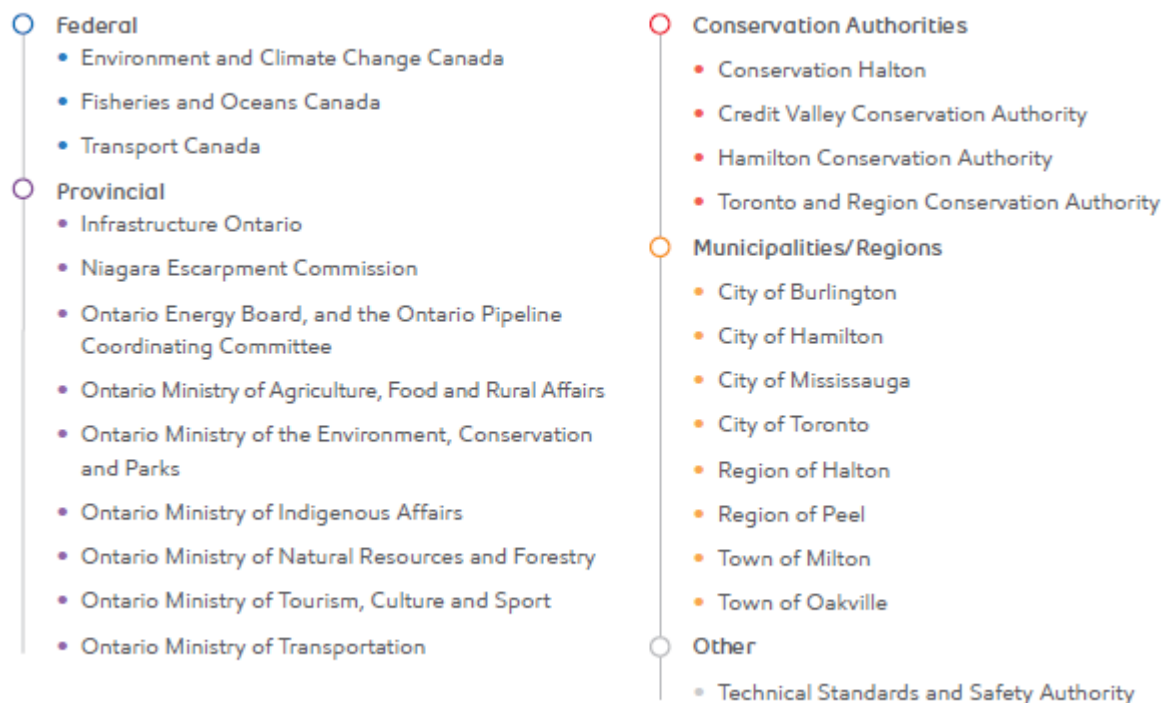 Federal
Environment and Climate Change Canada
Fisheries and Oceans Canada
Transport Canada
Provincial
Infrastructure Ontario
Niagara Escarpment Commission
Ontario Energy Board, and the Ontario Pipeline
Coordinating Committee
Ontario Ministry of Agriculture, Food and Rural Affairs
Ontario Ministry of the Environment, Conservation
and Parks
Ontario Ministry of Indigenous Affairs
Ontario Ministry of Natural Resources and Forestry
Ontario Ministry of Tourism, Culture and Sport
Ontario Ministry of Transportation
Conservation Authorities
Conservation Halton
Credit Valley Conservation Authority
Hamilton Conservation Authority
Toronto and Region Conservation Authority
Municipalities/Regions
City of Burlington
City of Hamilton
City of Mississauga
City of Toronto
Region of Halton
Region of Peel
Town of Milton
Town of Oakville
Other
Technical Standards and Safety Authority